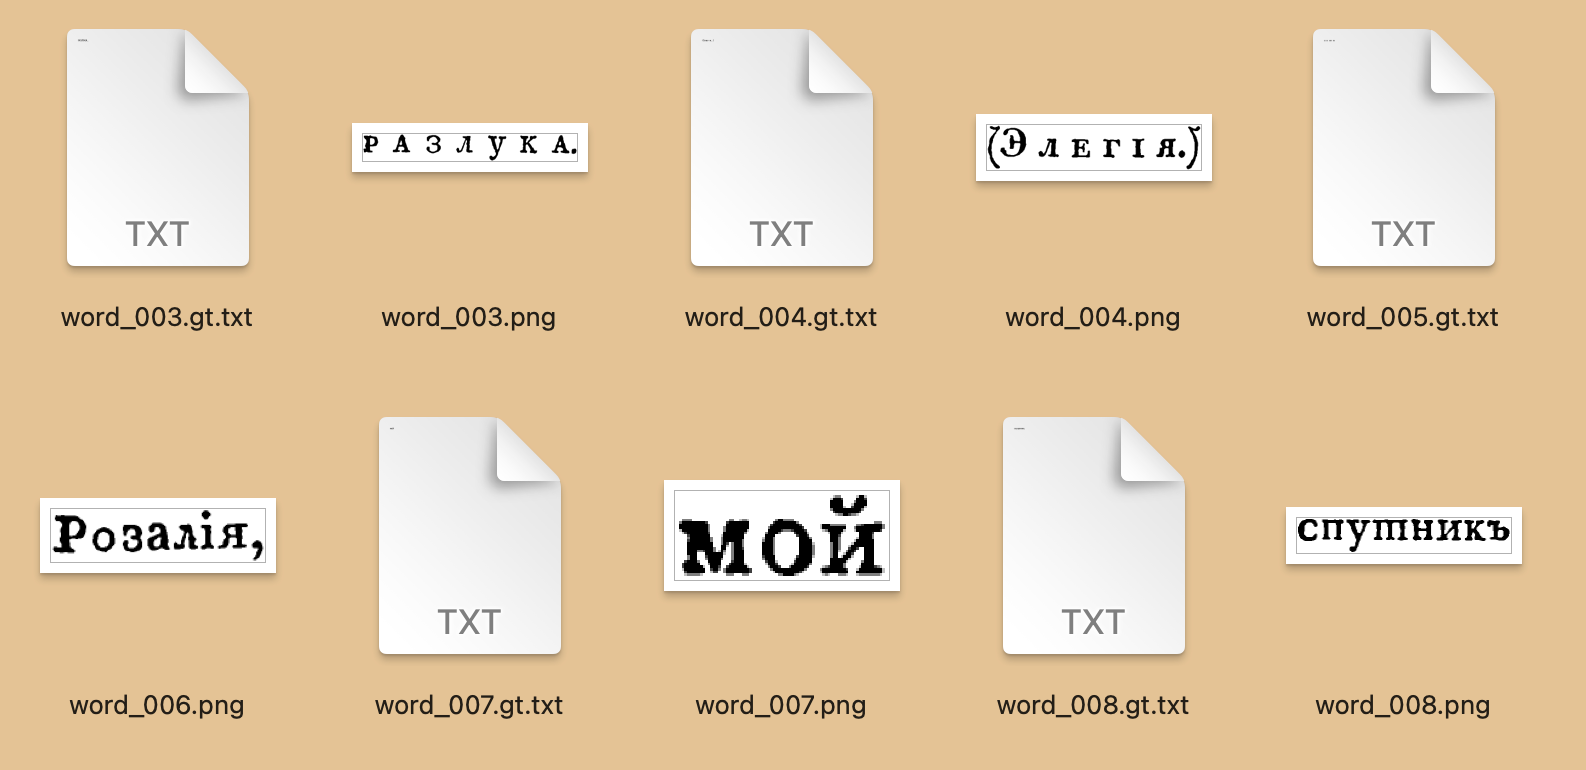 TXT
РАЗЛУКА.
TXT
(Элегія.)
TXT
word_003.gt.txt
word_003.png
word_004.gt.txt
word_004.png
word_005.gt.txt
Розалія,
TXT
мой
TXT
спутникъ
word_006.png
word_007.gt.txt
word_007.png
word_008.gt.txt
word_008.png